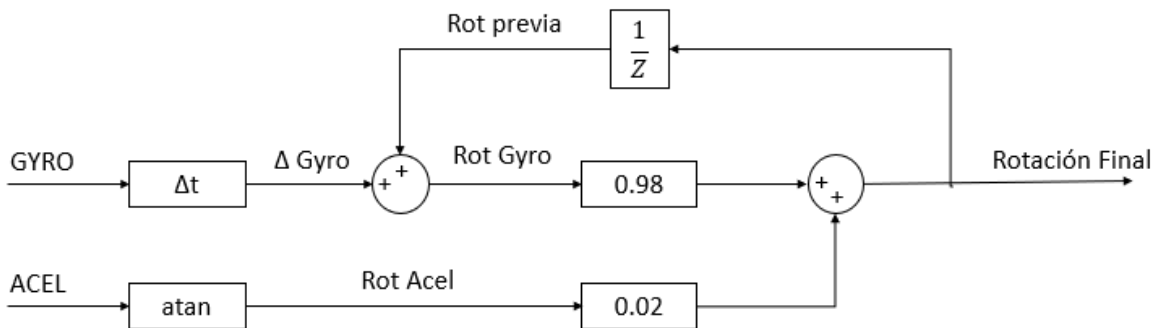 Rot previa
1
Z
GYRO
Δt
Δ Gyro
+
+
Rot Gyro
0.98
+
+
Rotación Final
ACEL
atan
Rot Acel
0.02